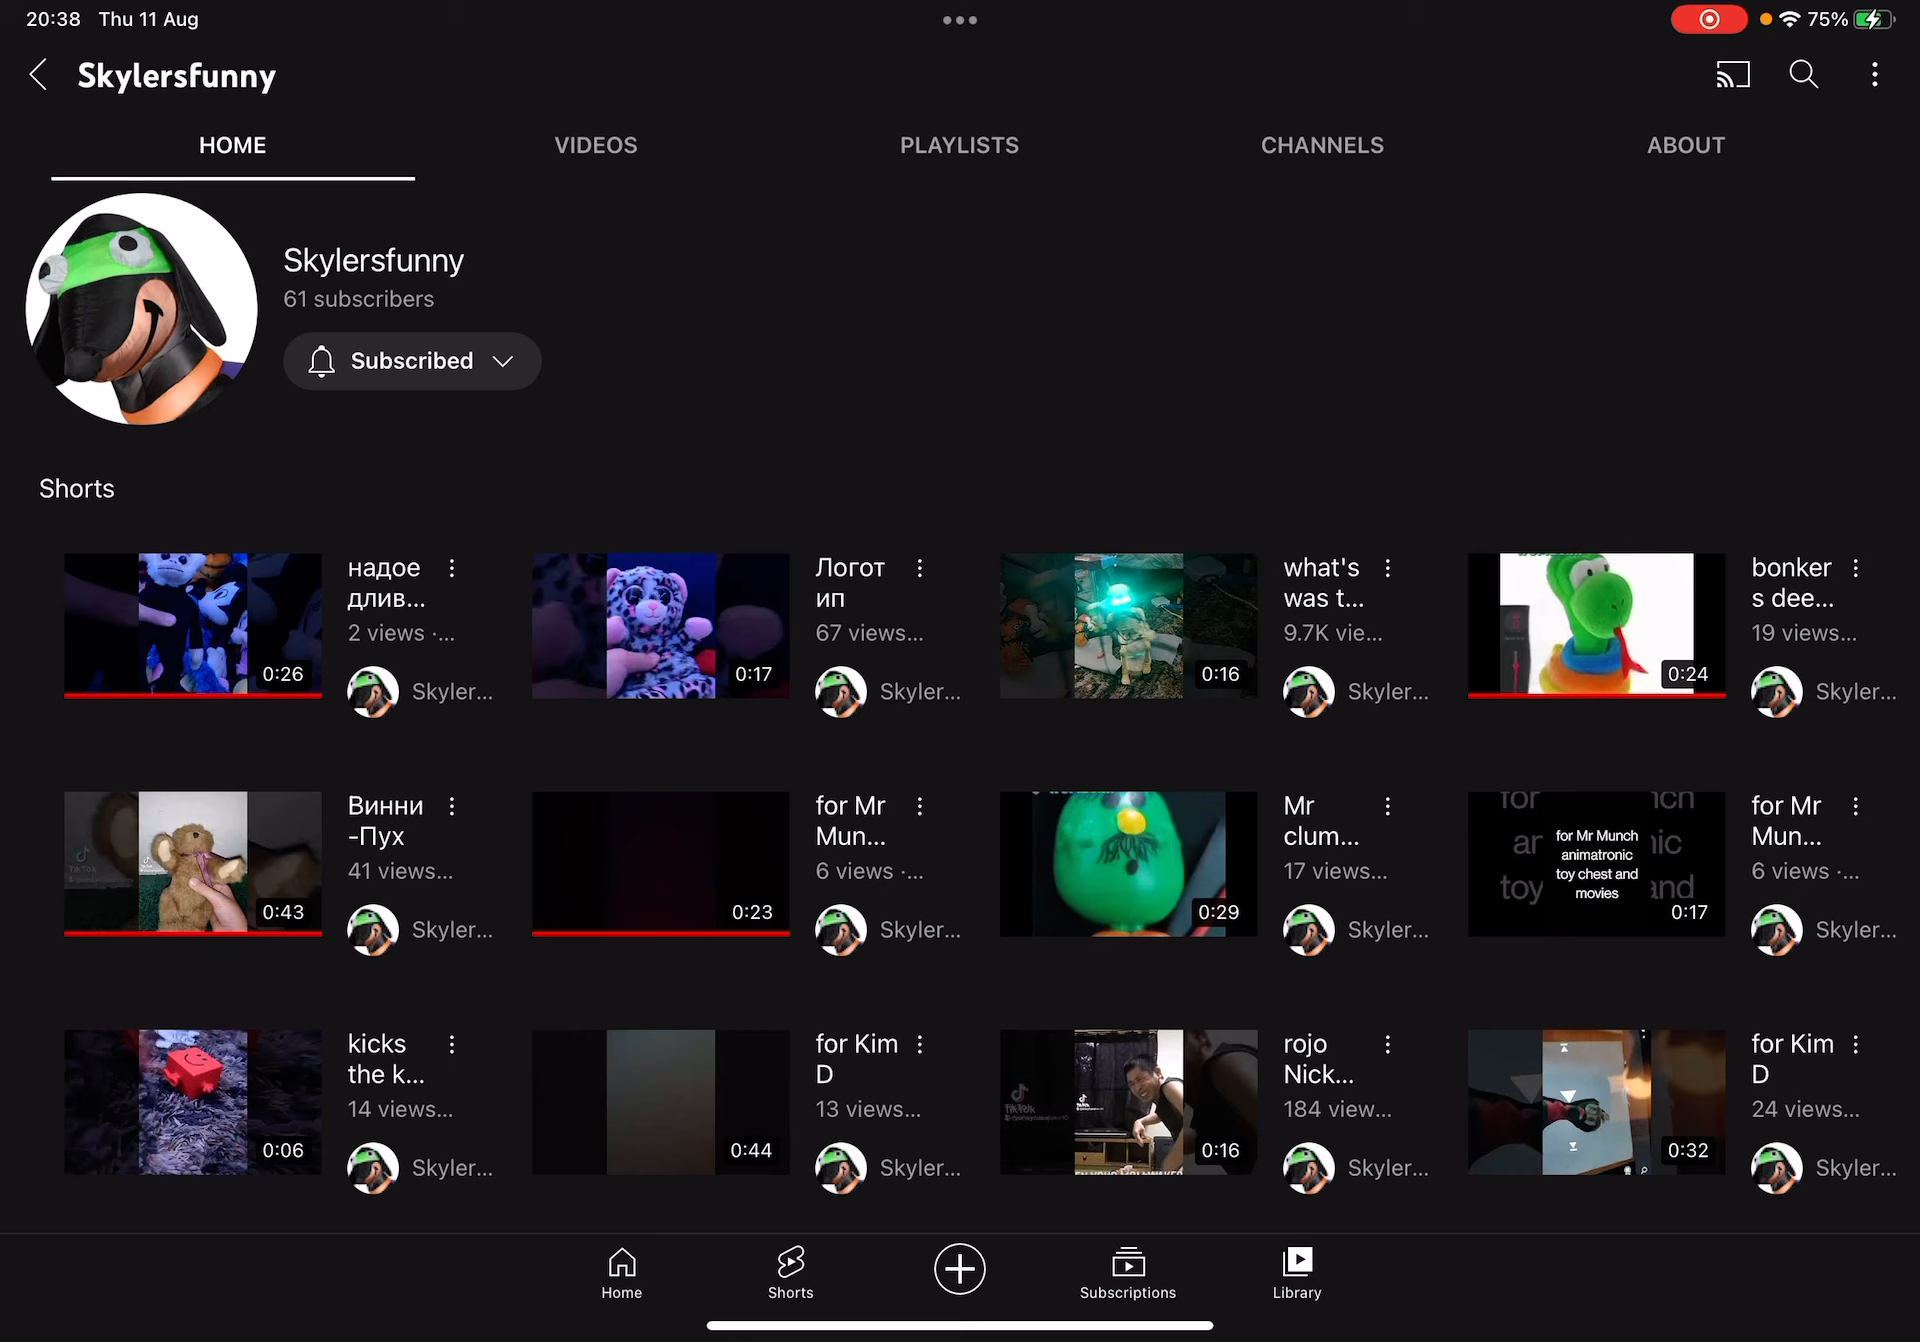 20:38 Thu 11 Aug
75%
Skylersfunny
HOME VIDEOS PLAYLISTS CHANNELS ABOUT
Skylersfunny
61 subscribers
Subscribed
Shorts
0:26
надое
длив...
2 views ·...
Skyler...
0:17
Логот
ип
67 views...
Skyler...
0:16
what's
was t...
9.7K vie...
Skyler...
0:24
bonker
s dee...
19 views...
Skyler...
TikTok
0:43
Винни
-Пух
41 views...
Skyler...
0:23
for Mr
Mun...
6 views ·...
Skyler...
0:29
Mr
clum...
17 views...
Skyler...
for Mr Munch
animatronic
toy chest and
movies
0:17
for Mr
Mun...
6 views ·...
Skyler...
0:06
kicks
the k...
14 views...
Skyler...
0:44
for Kim
D
13 views...
Skyler...
TikTok
0:16
rojo
Nick...
184 view...
Skyler...
0:32
for Kim
D
24 views...
Skyler...
Home Shorts Subscriptions Library